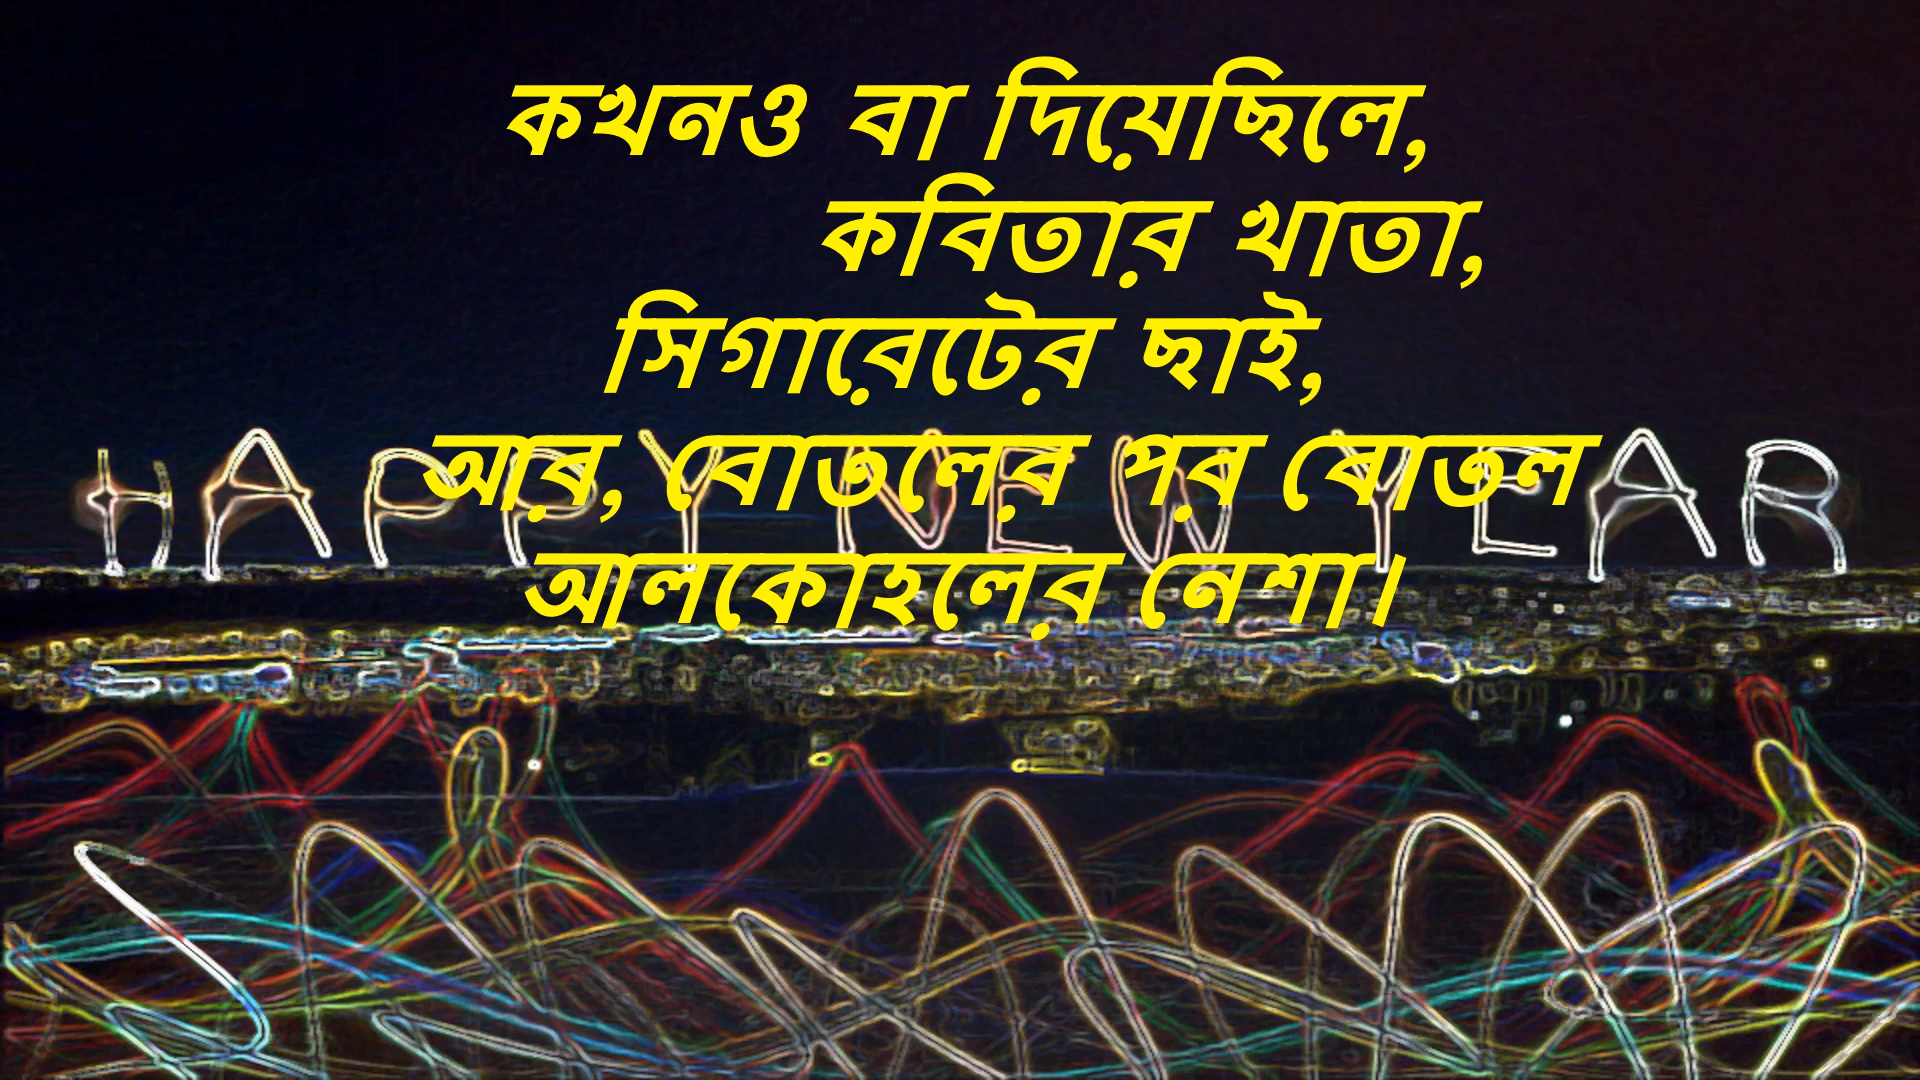 কখনও বা দিয়েছিলে,
কবিতার খাতা,
সিগারেটের ছাই,
আর, বোতলের পর বোতল
HAPPY NEW YEAR
আলকোহলের নেশা।